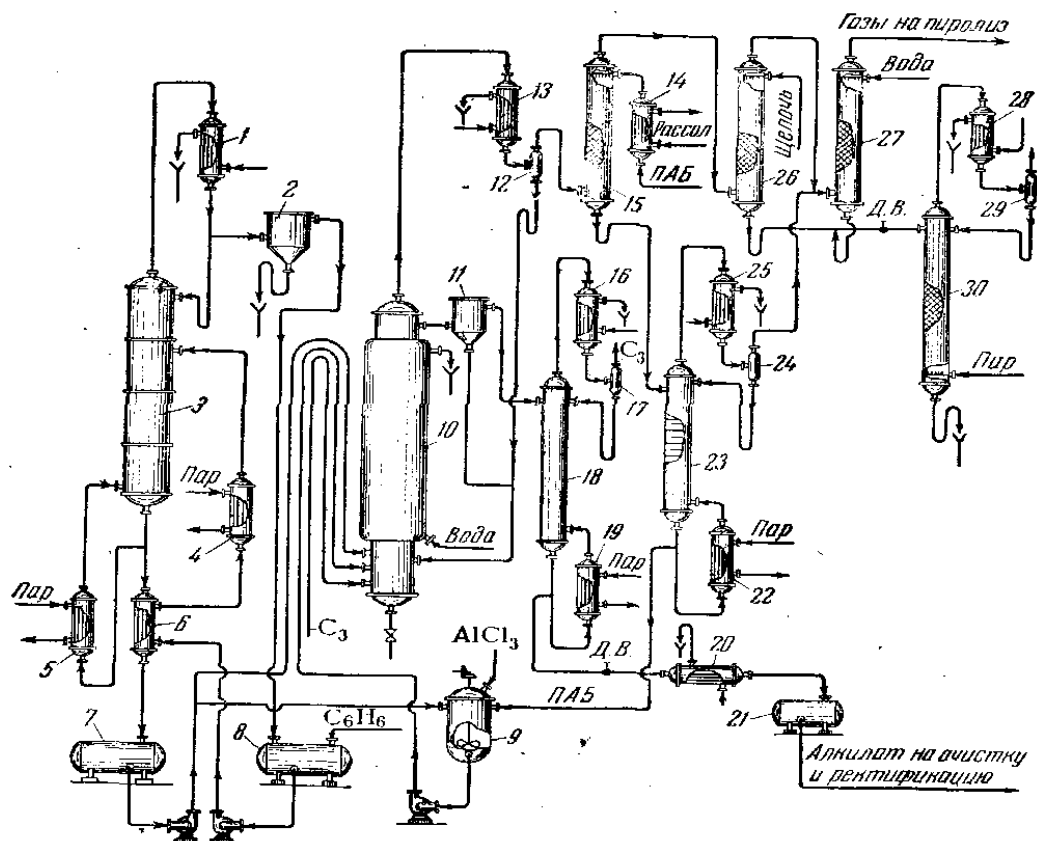 Газы на пиролиз
Вода
1
2
3
Пар
4
Пар
5
6
7
8
C₆H₆
C₃
9
AlCl₃
ПАБ
10
Вода
11
12
13
14
Рассол
ПАБ
15
16
C₃
17
18
19
Пар
Д.В.
20
21
Алкилат на очистку
и ректификацию
22
Пар
23
24
25
26
Щелочь
27
Д.В.
28
29
30
Пар